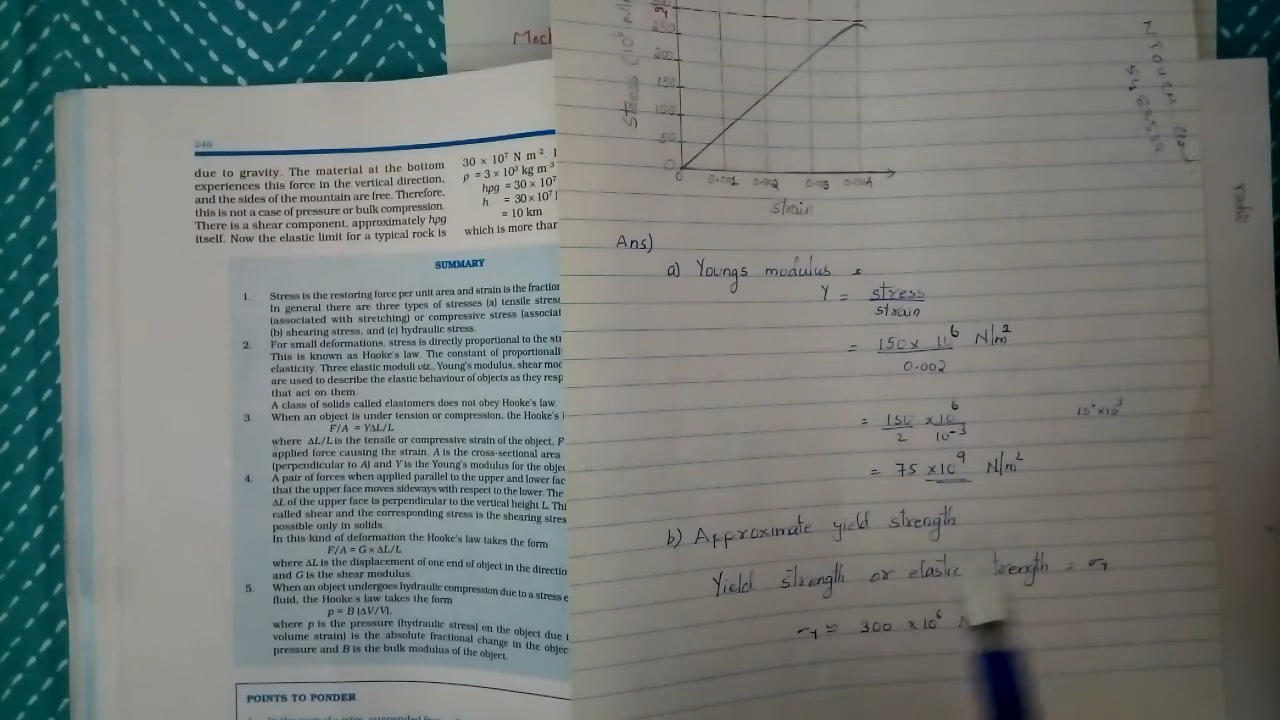 Mech
246
due to gravity. The material at the bottom
experiences this force in the vertical direction,
and the sides of the mountain are free. Therefore,
this is not a case of pressure or bulk compression.
There is a shear component, approximately hρg
itself. Now the elastic limit for a typical rock is
30 × 10⁷ N m⁻².
ρ = 3 × 10³ kg m⁻³
hρg = 30 × 10⁷
h = 30 × 10⁷
= 10 km
which is more than
SUMMARY
1. Stress is the restoring force per unit area and strain is the fraction
In general there are three types of stresses (a) tensile stress
(associated with stretching) or compressive stress (associat
(b) shearing stress, and (c) hydraulic stress.
2. For small deformations, stress is directly proportional to the str
This is known as Hooke's law. The constant of proportionali
elasticity. Three elastic moduli viz., Young's modulus, shear mod
are used to describe the elastic behaviour of objects as they resp
that act on them.
A class of solids called elastomers does not obey Hooke's law.
3. When an object is under tension or compression, the Hooke's l
F/A = YΔL/L
where ΔL/L is the tensile or compressive strain of the object, F
applied force causing the strain. A is the cross-sectional area
(perpendicular to A) and Y is the Young's modulus for the objec
4. A pair of forces when applied parallel to the upper and lower fac
that the upper face moves sideways with respect to the lower. The
ΔL of the upper face is perpendicular to the vertical height L. Thi
called shear and the corresponding stress is the shearing stres
possible only in solids.
In this kind of deformation the Hooke's law takes the form
F/A = G × ΔL/L
where ΔL is the displacement of one end of object in the directio
and G is the shear modulus.
5. When an object undergoes hydraulic compression due to a stress e
fluid, the Hooke's law takes the form
p = B (ΔV/V),
where p is the pressure (hydraulic stress) on the object due t
volume strain) is the absolute fractional change in the objec
pressure and B is the bulk modulus of the object.
POINTS TO PONDER
Stress (10⁶ N/m
250
200
150
100
50
0
0 0.001 0.002 0.003 0.004
strain
Ans)
a) Youngs modulus =
Y = stress
strain
= 150 × 10⁶ N/m²
0.002
= 150 × 10⁶
2 10⁻³
= 75 × 10⁹ N/m²
b) Approximate yield strength
Yield strength or elastic trength = σy
σy = 300 × 10⁶ N